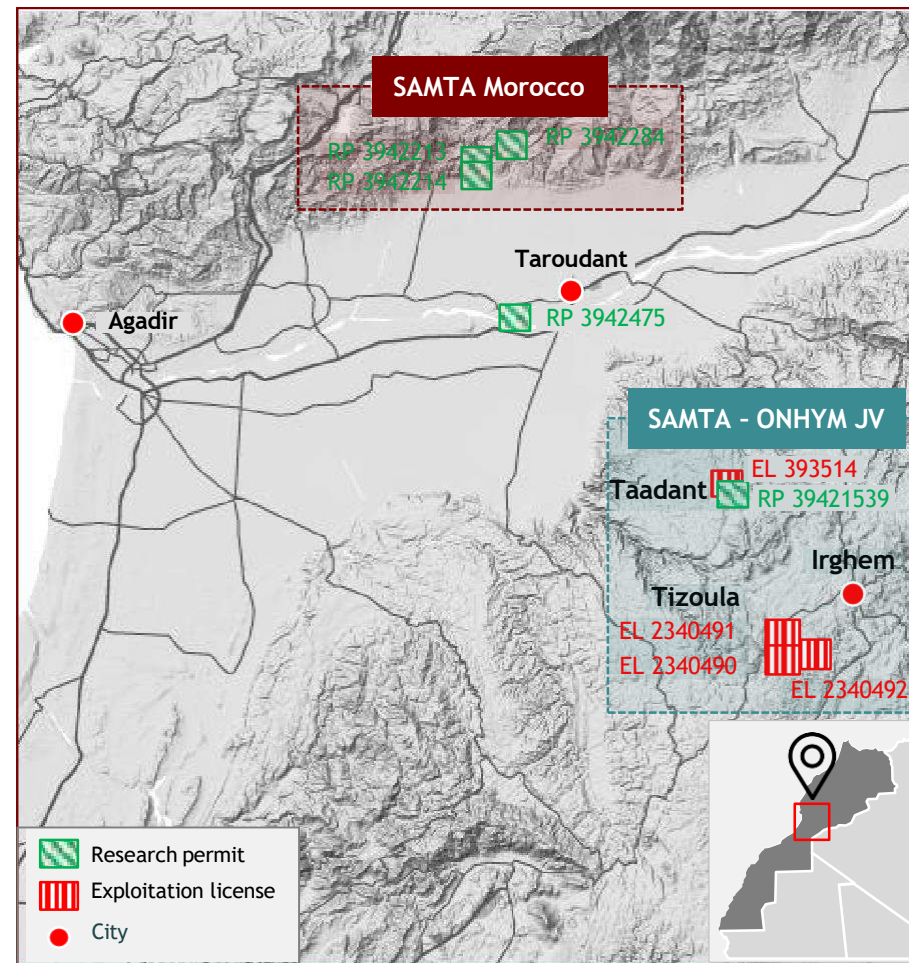 SAMTA Morocco
RP 3942284
RP 3942213
RP 3942214
Taroudant
Agadir
RP 3942475
SAMTA - ONHYM JV
EL 393514
Taadant
RP 39421539
Irghem
Tizoula
EL 2340491
EL 2340490
EL 2340492
Research permit
Exploitation license
City